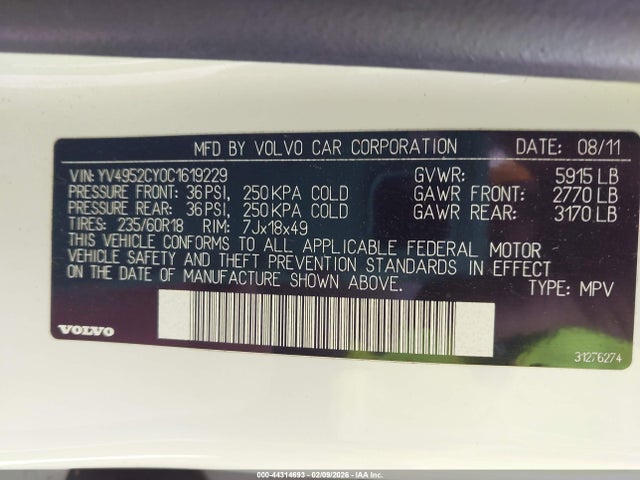 MFD BY VOLVO CAR CORPORATION DATE: 08/11
VIN: YV4952CY0C1619229 GVWR: 5915 LB
PRESSURE FRONT: 36 PSI, 250 KPA COLD GAWR FRONT: 2770 LB
PRESSURE REAR: 36 PSI, 250 KPA COLD GAWR REAR: 3170 LB
TIRES: 235/60R18 RIM: 7Jx18x49
THIS VEHICLE CONFORMS TO ALL APPLICABLE FEDERAL MOTOR
VEHICLE SAFETY AND THEFT PREVENTION STANDARDS IN EFFECT
ON THE DATE OF MANUFACTURE SHOWN ABOVE.
TYPE: MPV
VOLVO
31276274
000-44314693 - 02/09/2026 - IAA Inc.